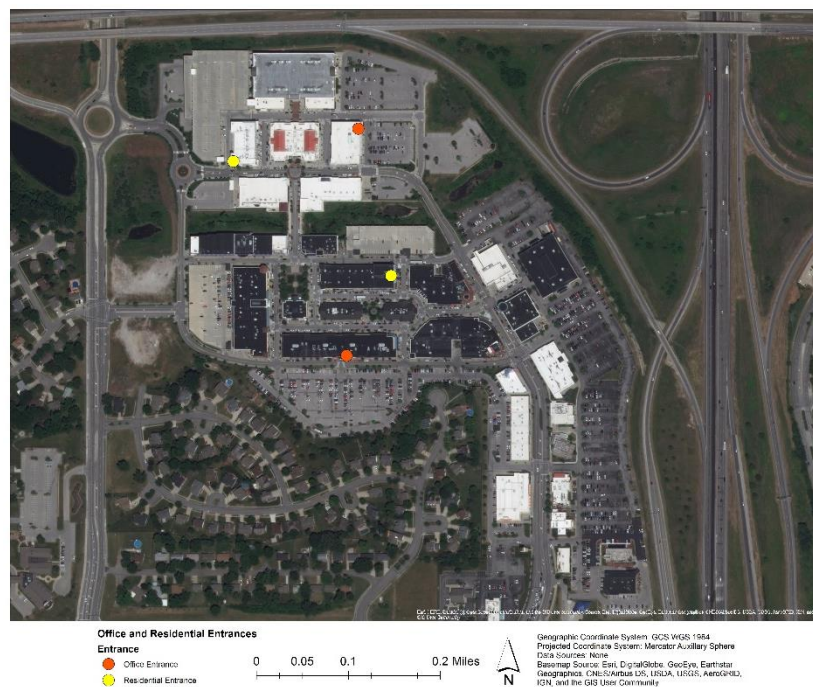 Office and Residential Entrances
Entrance
Office Entrance
Residential Entrance
0 0.05 0.1 0.2 Miles
N
Geographic Coordinate System: GCS WGS 1984
Projected Coordinate System: Mercator Auxillary Sphere
Data Sources: None
Basemap Source: Esri, DigitalGlobe, GeoEye, Earthstar
Geographics, CNES/Airbus DS, USDA, USGS, AeroGRID,
IGN, and the GIS User Community